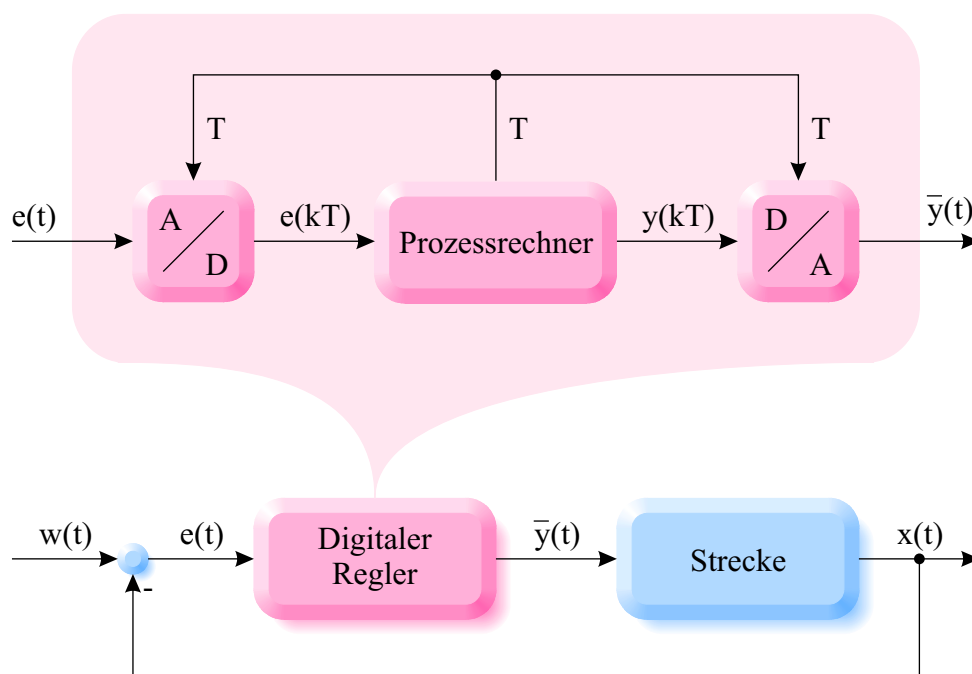 T
T
T
e(t)
A
D
e(kT)
Prozessrechner
y(kT)
D
A
y̅(t)
w(t)
-
e(t)
Digitaler
Regler
y̅(t)
Strecke
x(t)